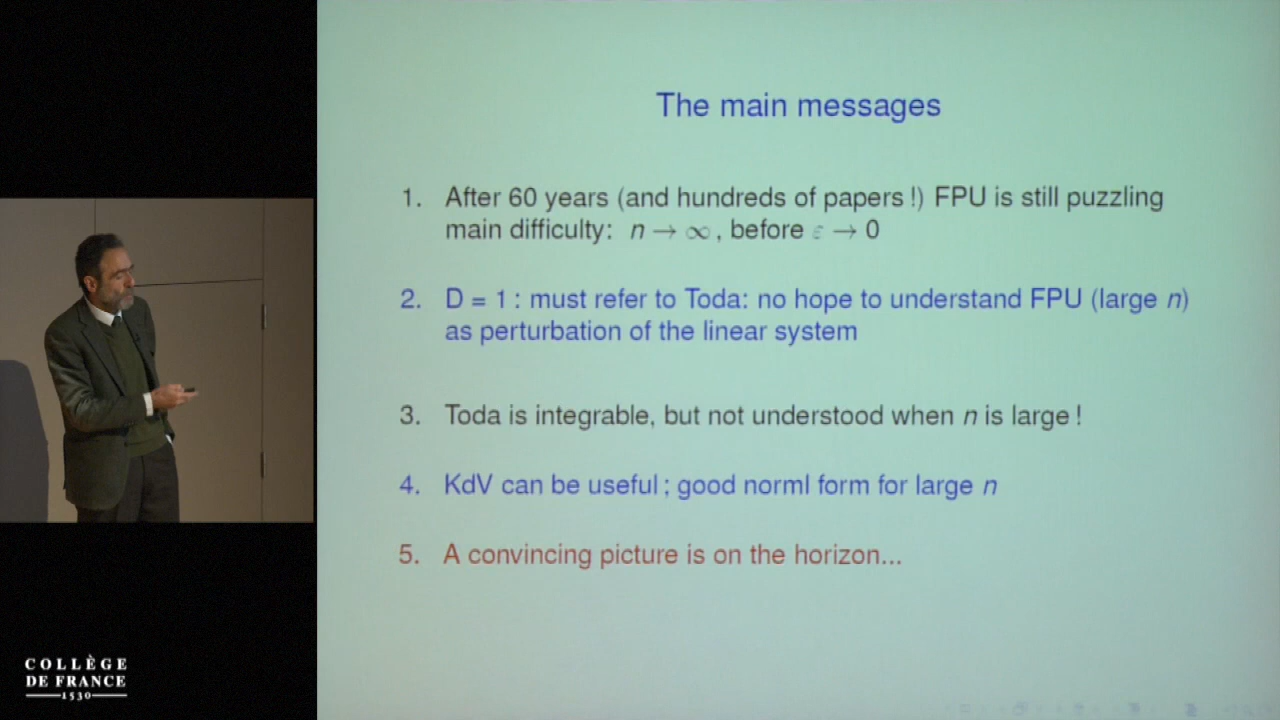 The main messages
1. After 60 years (and hundreds of papers !) FPU is still puzzling
main difficulty: n → ∞ , before ε → 0
2. D = 1 : must refer to Toda: no hope to understand FPU (large n)
as perturbation of the linear system
3. Toda is integrable, but not understood when n is large !
4. KdV can be useful ; good norml form for large n
5. A convincing picture is on the horizon...
COLLÈGE
DE FRANCE
1530